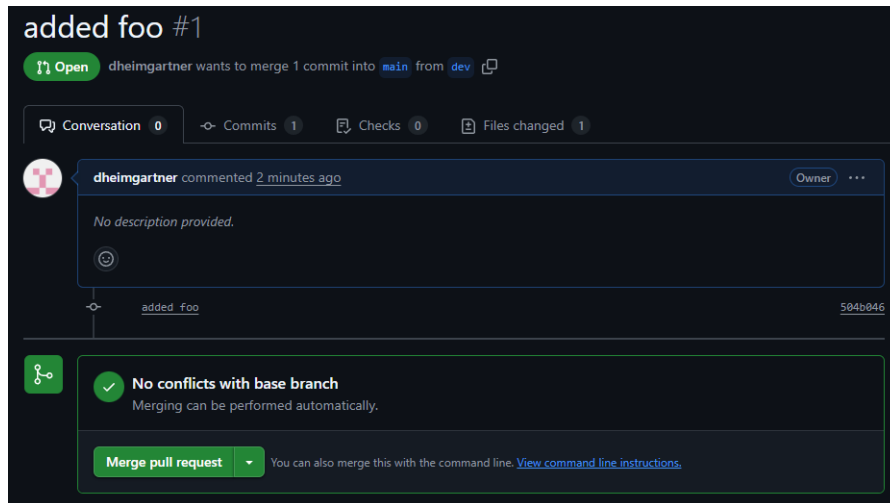 added foo #1
Open dheimgartner wants to merge 1 commit into main from dev
Conversation 0 Commits 1 Checks 0 Files changed 1
dheimgartner commented 2 minutes ago Owner ...
No description provided.
added foo 504b046
No conflicts with base branch
Merging can be performed automatically.
Merge pull request You can also merge this with the command line. View command line instructions.